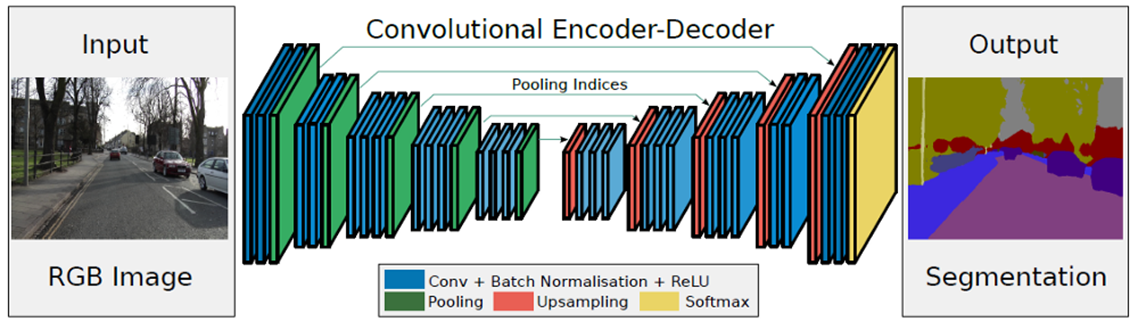 Input
RGB Image
Convolutional Encoder-Decoder
Pooling Indices
Conv + Batch Normalisation + ReLU
Pooling
Upsampling
Softmax
Output
Segmentation